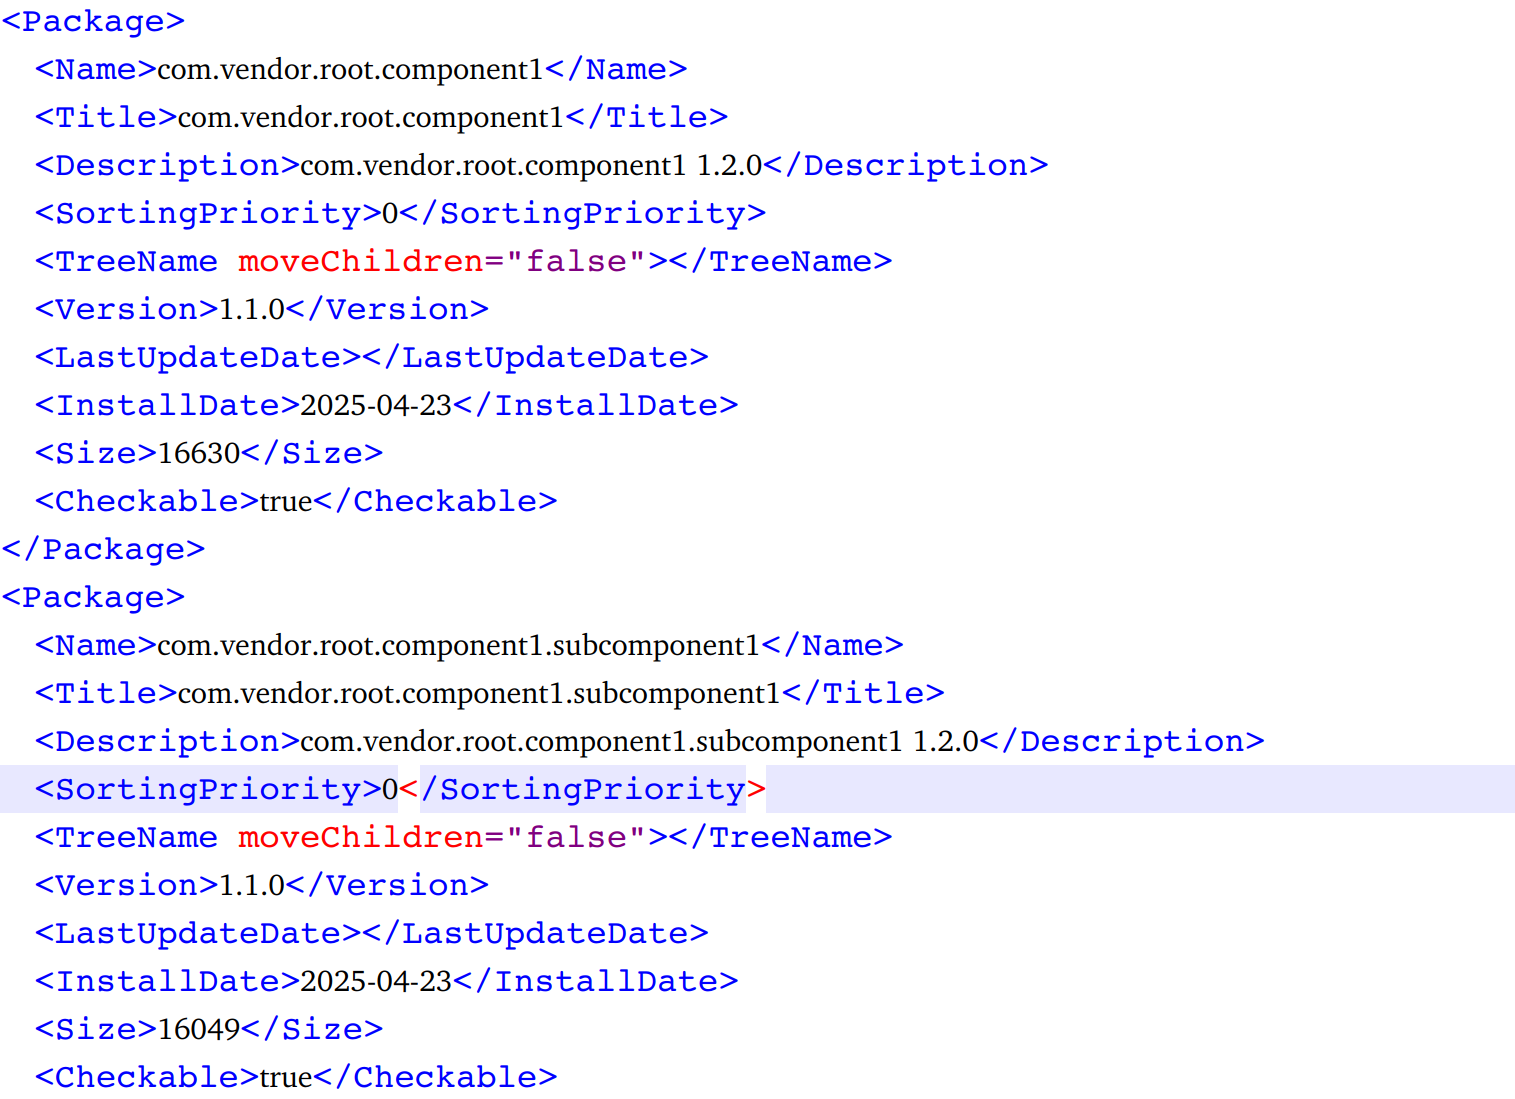 <Package>
<Name>com.vendor.root.component1</Name>
<Title>com.vendor.root.component1</Title>
<Description>com.vendor.root.component1 1.2.0</Description>
<SortingPriority>0</SortingPriority>
<TreeName moveChildren="false"></TreeName>
<Version>1.1.0</Version>
<LastUpdateDate></LastUpdateDate>
<InstallDate>2025-04-23</InstallDate>
<Size>16630</Size>
<Checkable>true</Checkable>
</Package>
<Package>
<Name>com.vendor.root.component1.subcomponent1</Name>
<Title>com.vendor.root.component1.subcomponent1</Title>
<Description>com.vendor.root.component1.subcomponent1 1.2.0</Description>
<SortingPriority>0</SortingPriority>
<TreeName moveChildren="false"></TreeName>
<Version>1.1.0</Version>
<LastUpdateDate></LastUpdateDate>
<InstallDate>2025-04-23</InstallDate>
<Size>16049</Size>
<Checkable>true</Checkable>